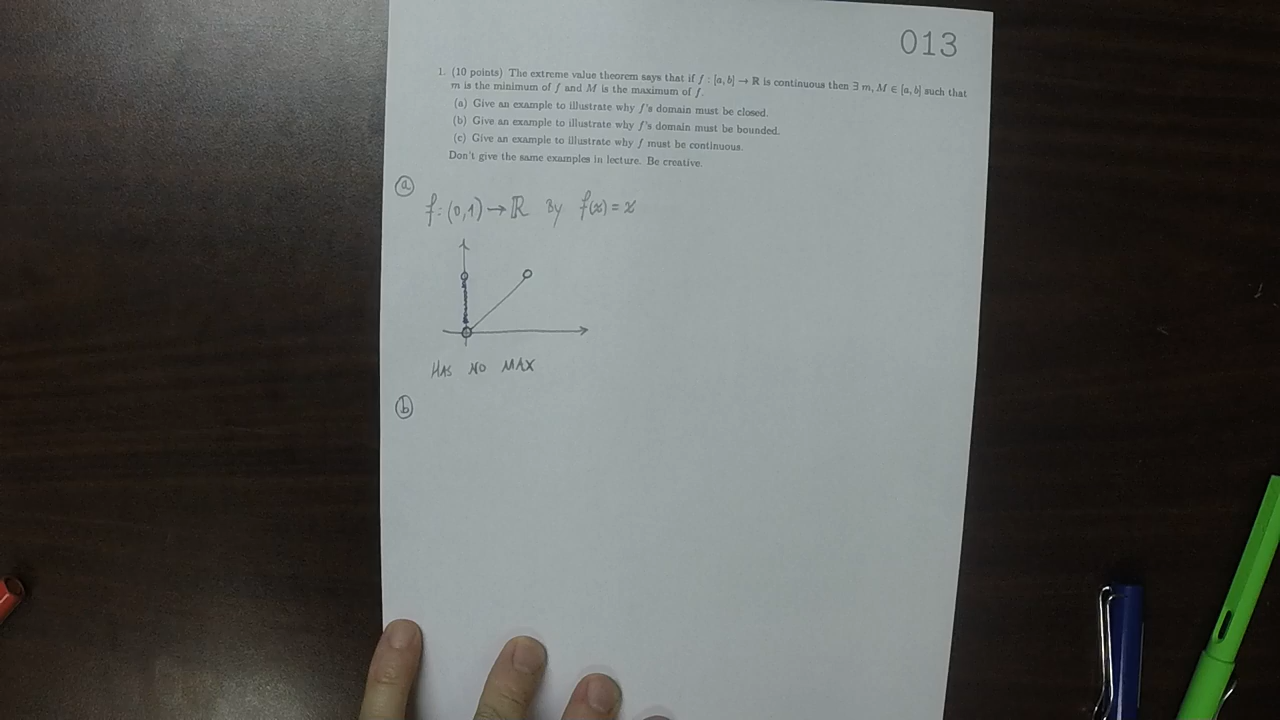 013
1. (10 points) The extreme value theorem says that if f : [a, b] → ℝ is continuous then ∃ m, M ∈ [a, b] such that
m is the minimum of f and M is the maximum of f.
(a) Give an example to illustrate why f's domain must be closed.
(b) Give an example to illustrate why f's domain must be bounded.
(c) Give an example to illustrate why f must be continuous.
Don't give the same examples in lecture. Be creative.
ⓐ
f: (0,1) → ℝ BY f(x) = x
HAS NO MAX
ⓑ